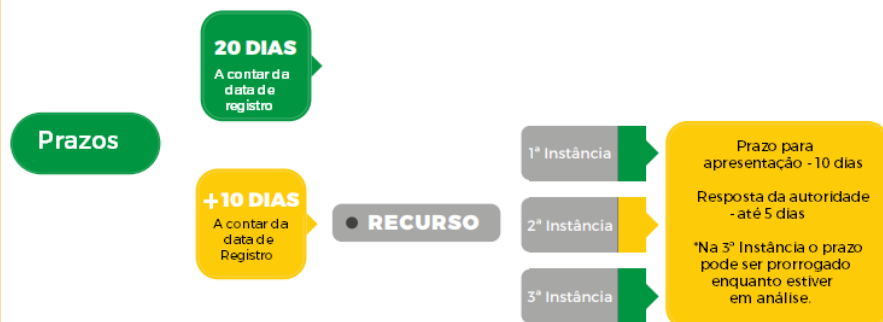 Prazos
20 DIAS
A contar da
data de
registro
+10 DIAS
A contar da
data de
Registro
RECURSO
1ª Instância
2ª Instância
3ª Instância
Prazo para
apresentação - 10 dias
Resposta da autoridade
- até 5 dias
*Na 3ª Instância o prazo
pode ser prorrogado
enquanto estiver
em análise.